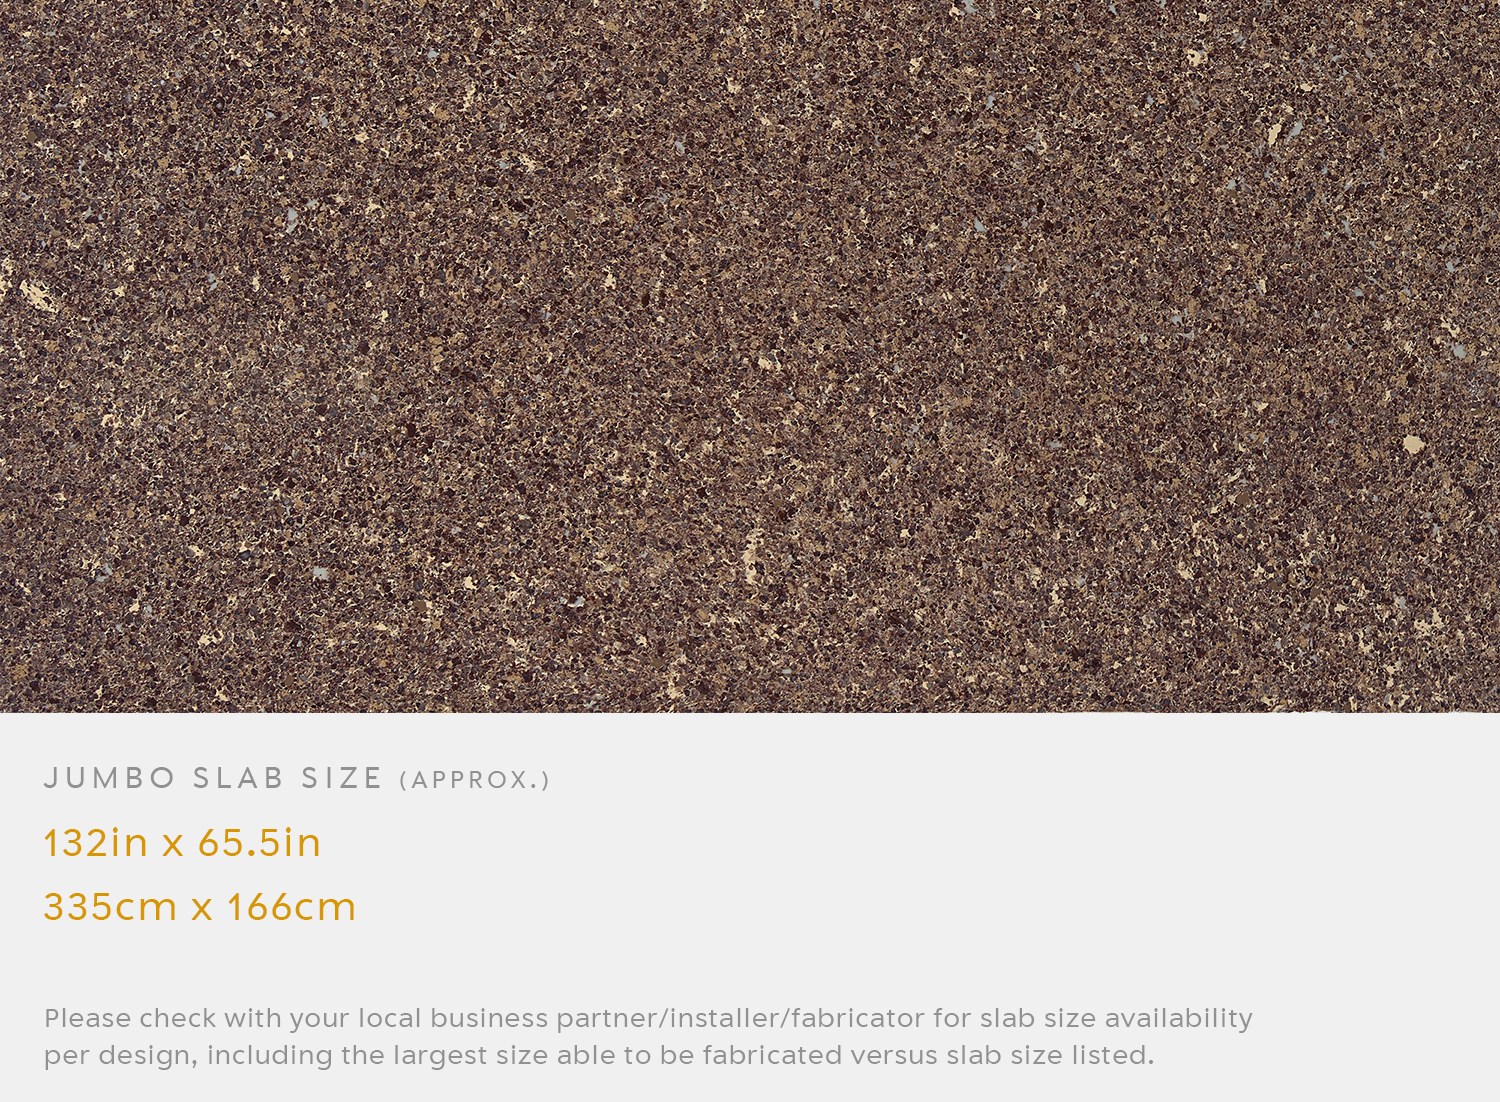 JUMBO SLAB SIZE (APPROX.)
132in x 65.5in
335cm x 166cm
Please check with your local business partner/installer/fabricator for slab size availability
per design, including the largest size able to be fabricated versus slab size listed.